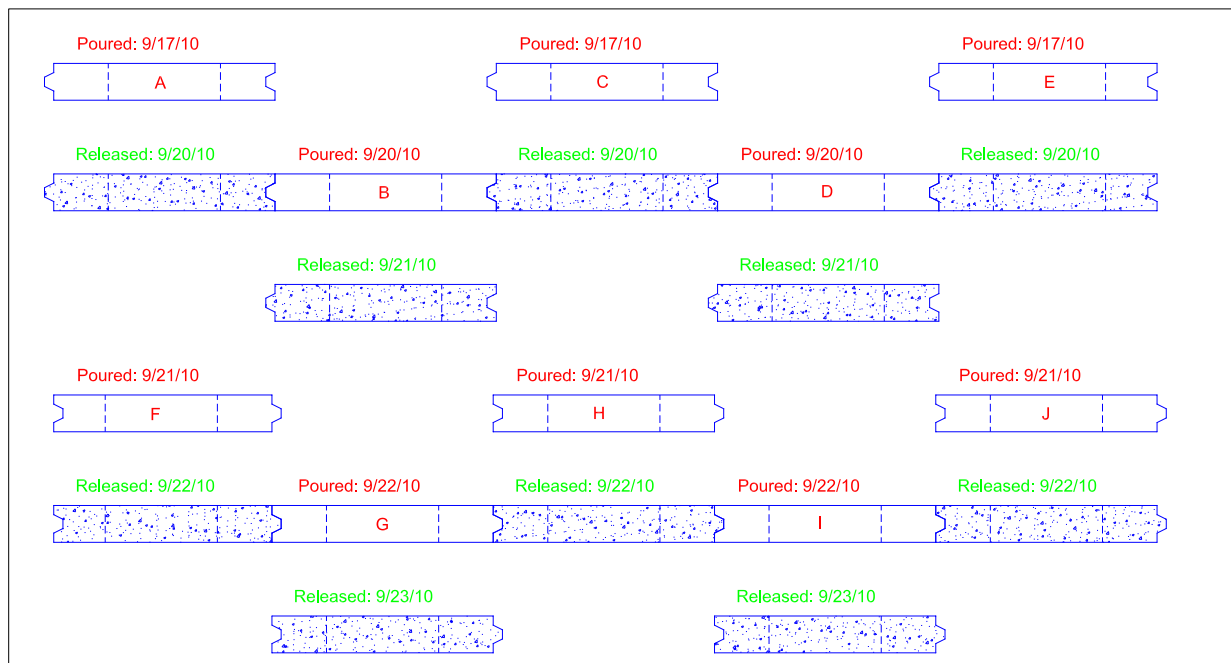 Poured: 9/17/10 Poured: 9/17/10 Poured: 9/17/10
A C E
Released: 9/20/10 Poured: 9/20/10 Released: 9/20/10 Poured: 9/20/10 Released: 9/20/10
B D
Released: 9/21/10 Released: 9/21/10
Poured: 9/21/10 Poured: 9/21/10 Poured: 9/21/10
F H J
Released: 9/22/10 Poured: 9/22/10 Released: 9/22/10 Poured: 9/22/10 Released: 9/22/10
G I
Released: 9/23/10 Released: 9/23/10